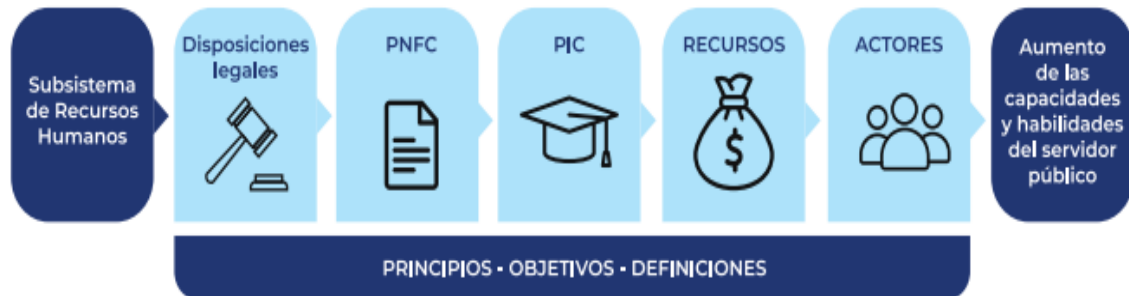 Subsistema
de Recursos
Humanos
Disposiciones
legales
PNFC
PIC
RECURSOS
$
ACTORES
Aumento
de las
capacidades
y habilidades
del servidor
público
PRINCIPIOS - OBJETIVOS - DEFINICIONES